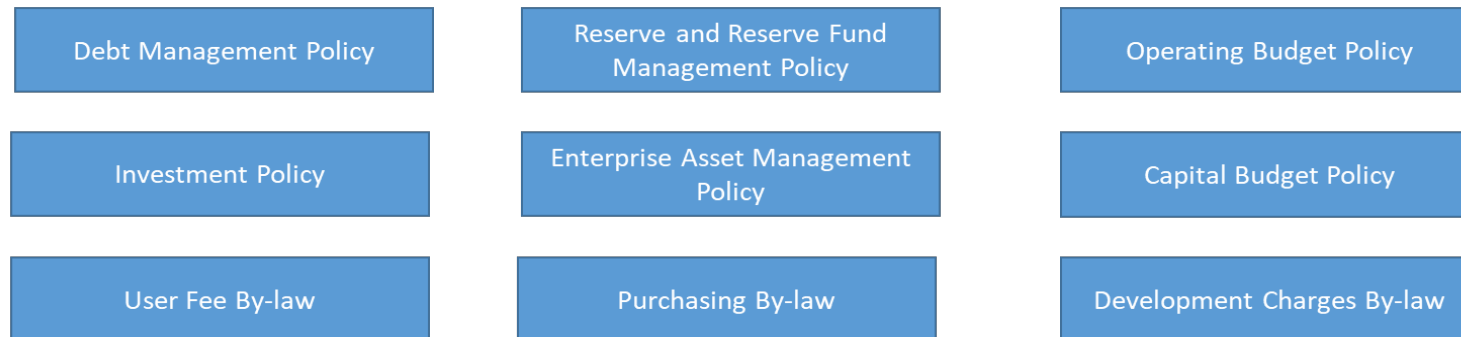 Debt Management Policy
Reserve and Reserve Fund
Management Policy
Operating Budget Policy
Investment Policy
Enterprise Asset Management
Policy
Capital Budget Policy
User Fee By-law
Purchasing By-law
Development Charges By-law